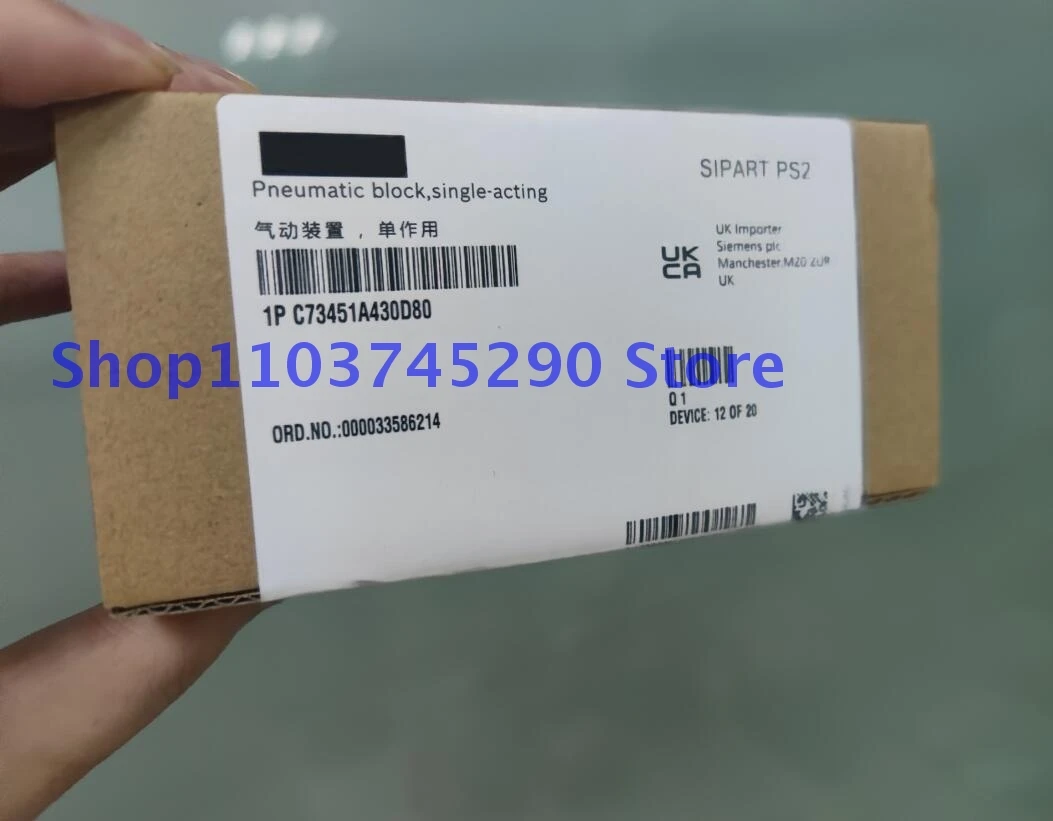 SIPART PS2
Pneumatic block,single-acting
气动装置，单作用
UK Importer
Siemens plc
Manchester,M20 2UR
UK
UK
CA
1P C73451A430D80
Shop1103745290 Store
Q 1
DEVICE: 12 OF 20
ORD.NO.:000033586214